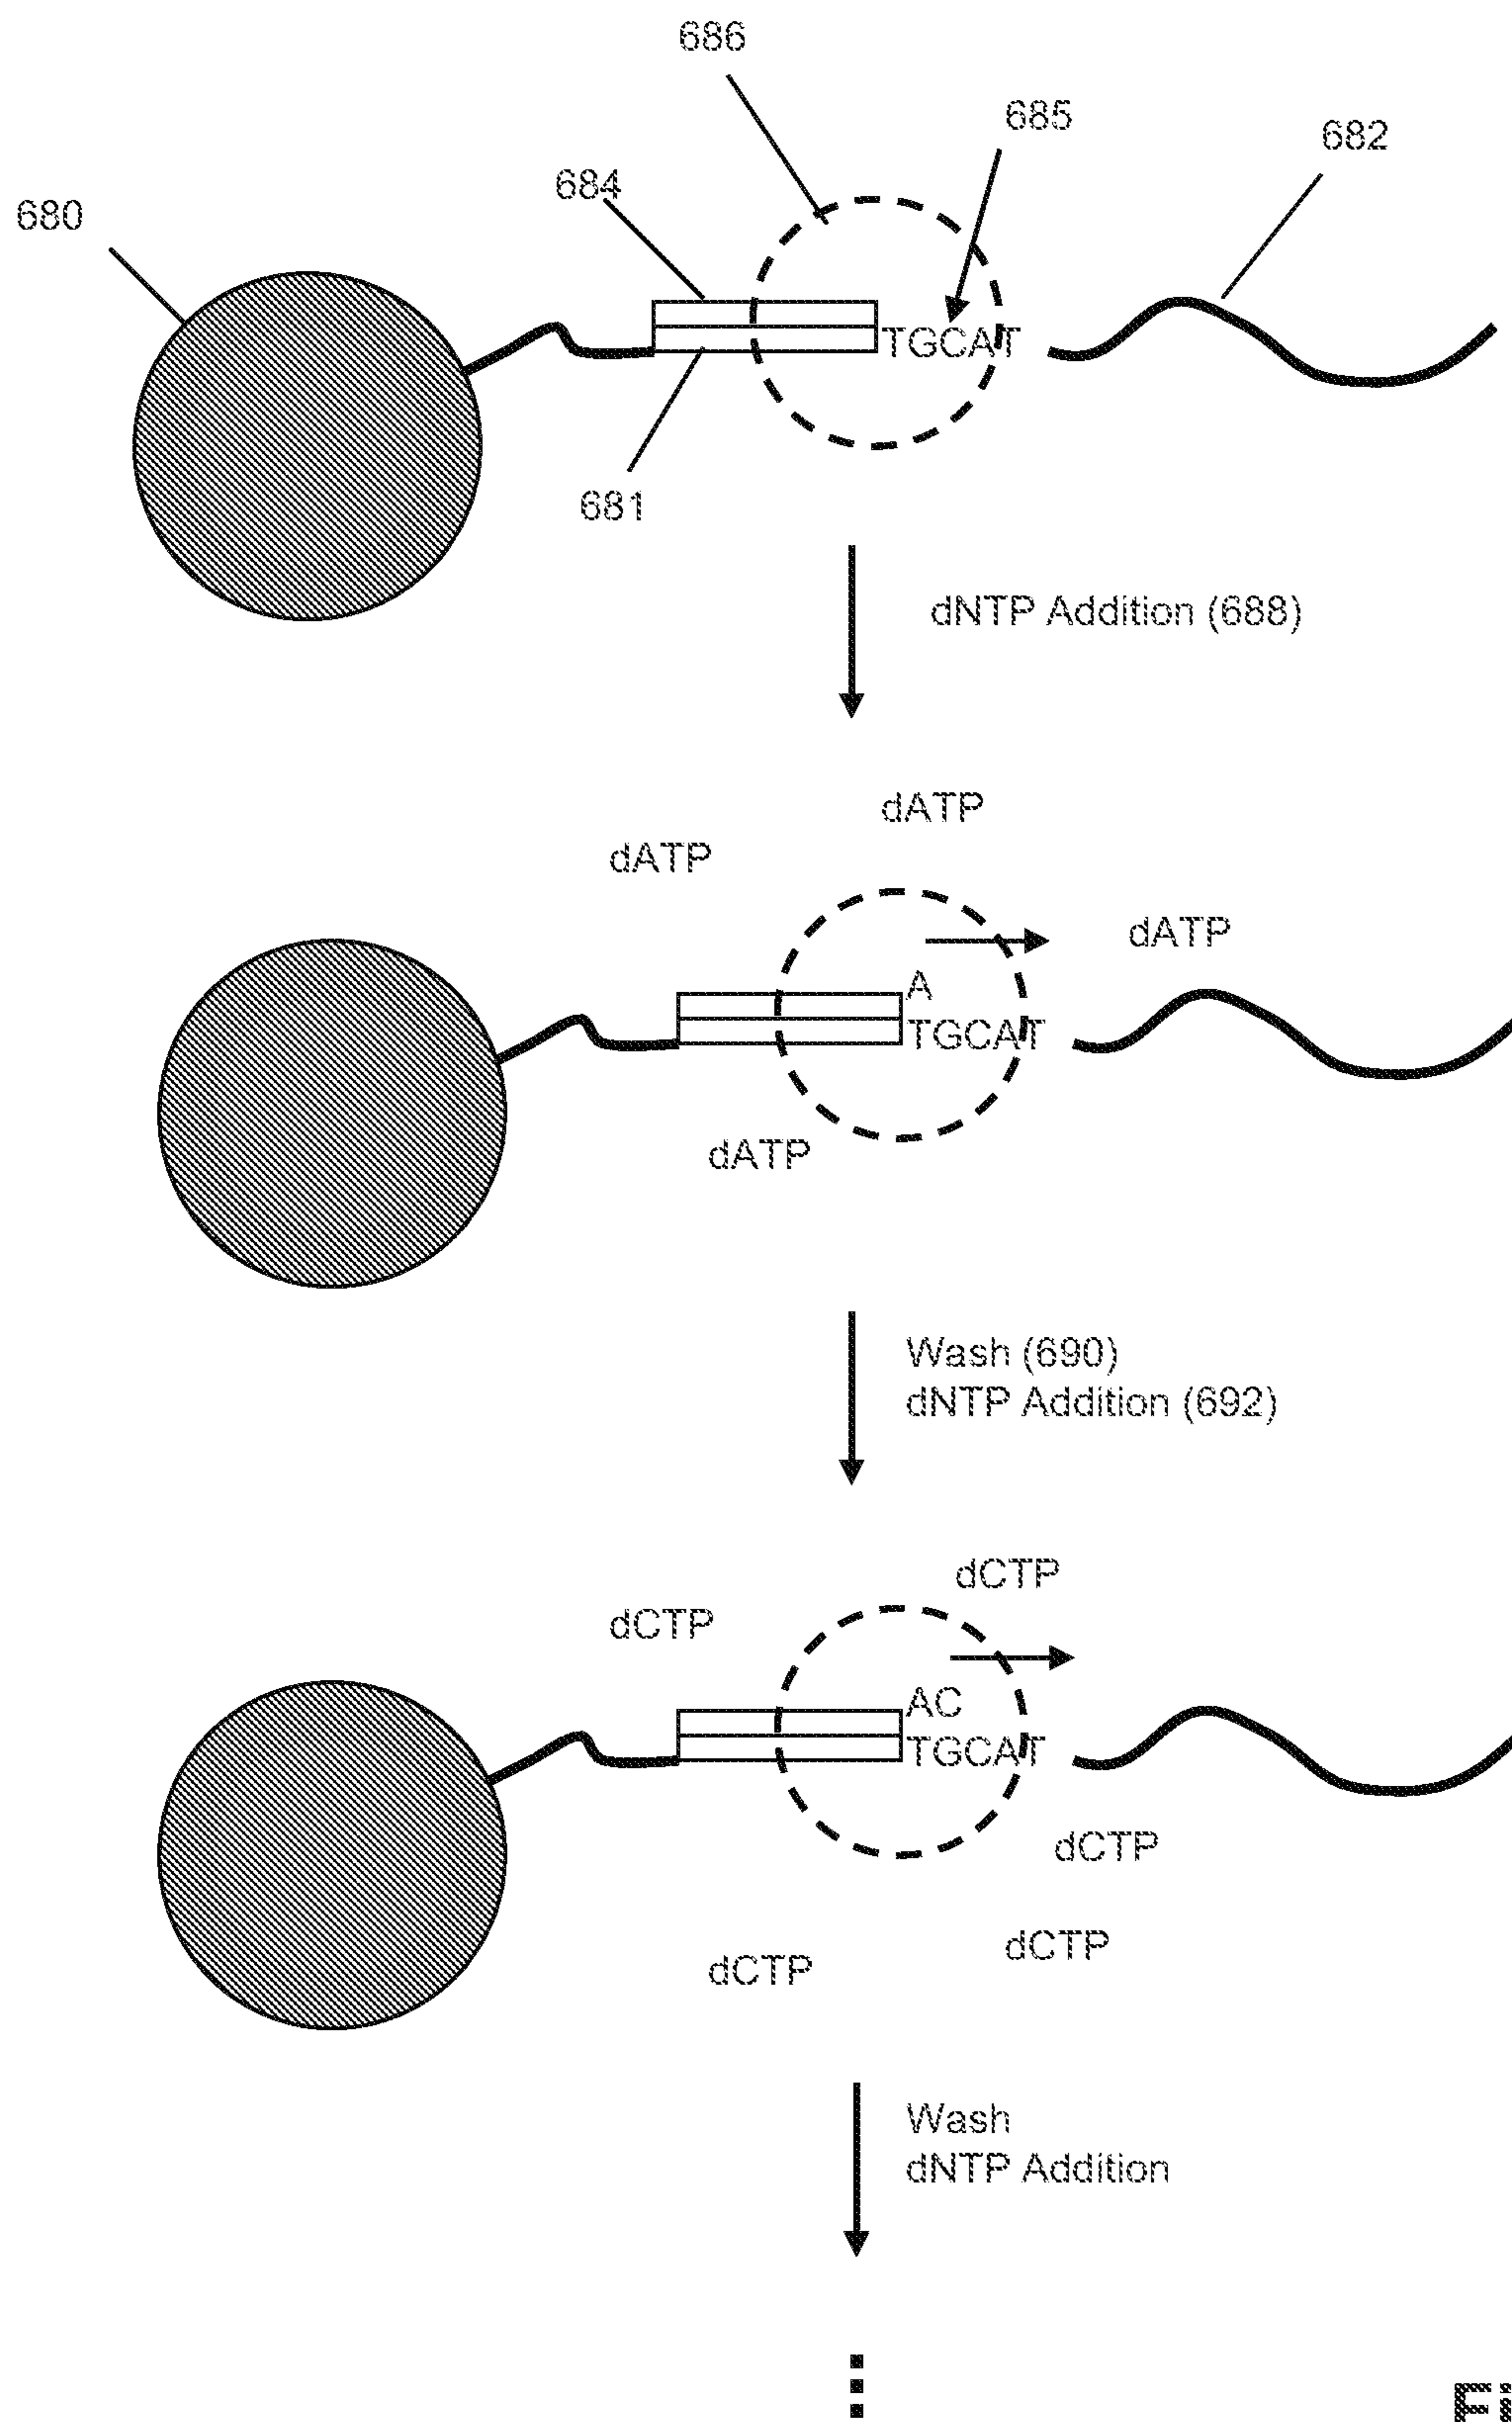 686
685
682
684
680
TGCAT
681
dNTP Addition (688)
dATP
dATP
dATP
A
TGCAT
dATP
Wash (690)
dNTP Addition (692)
dCTP
dCTP
AC
TGCAT
dCTP
dCTP
dCTP
Wash
dNTP Addition